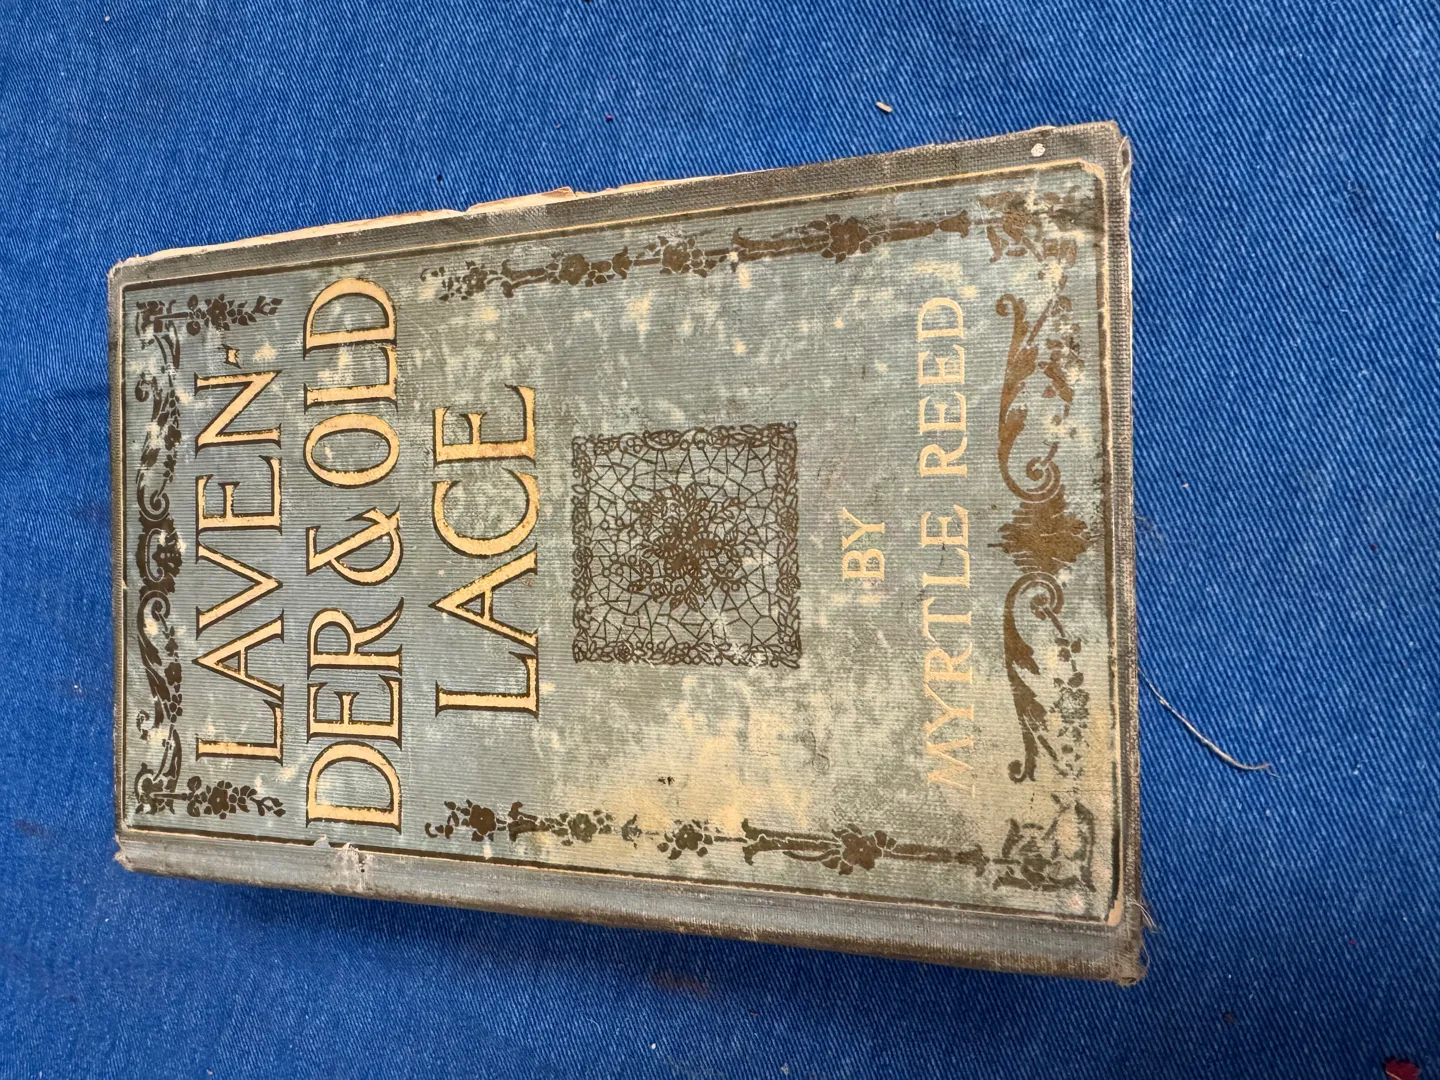 LAVEN-
DER & OLD
LACE
BY
MYRTLE REED